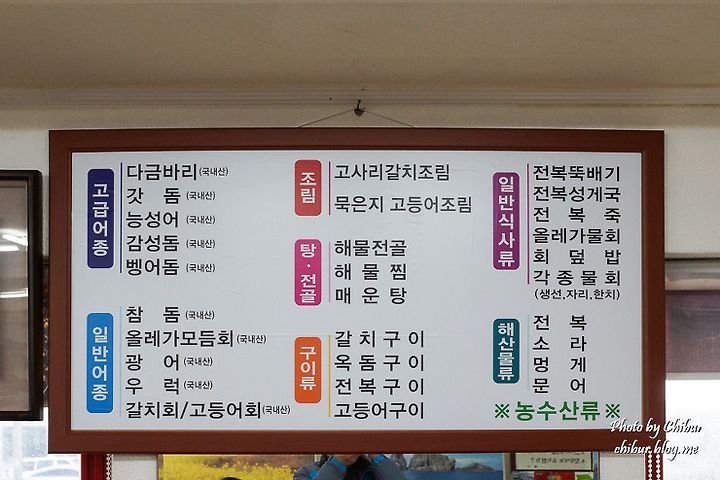 고급어종
다금바리(국내산)
갓 돔(국내산)
능성어(국내산)
감성돔(국내산)
벵어돔(국내산)
일반어종
참 돔(국내산)
올레가모듬회(국내산)
광 어(국내산)
우 럭(국내산)
갈치회/고등어회(국내산)
조림
고사리갈치조림
묵은지 고등어조림
탕·전골
해물전골
해 물 찜
매 운 탕
구이류
갈 치 구 이
옥 돔 구 이
전 복 구 이
고등어구이
일반식사류
전복뚝배기
전복성게국
전 복 죽
올레가물회
회 덮 밥
각 종 물 회
(생선,자리,한치)
해산물류
전 복
소 라
멍 게
문 어
※농수산류※
Photo by Chibur
chibur.blog.me